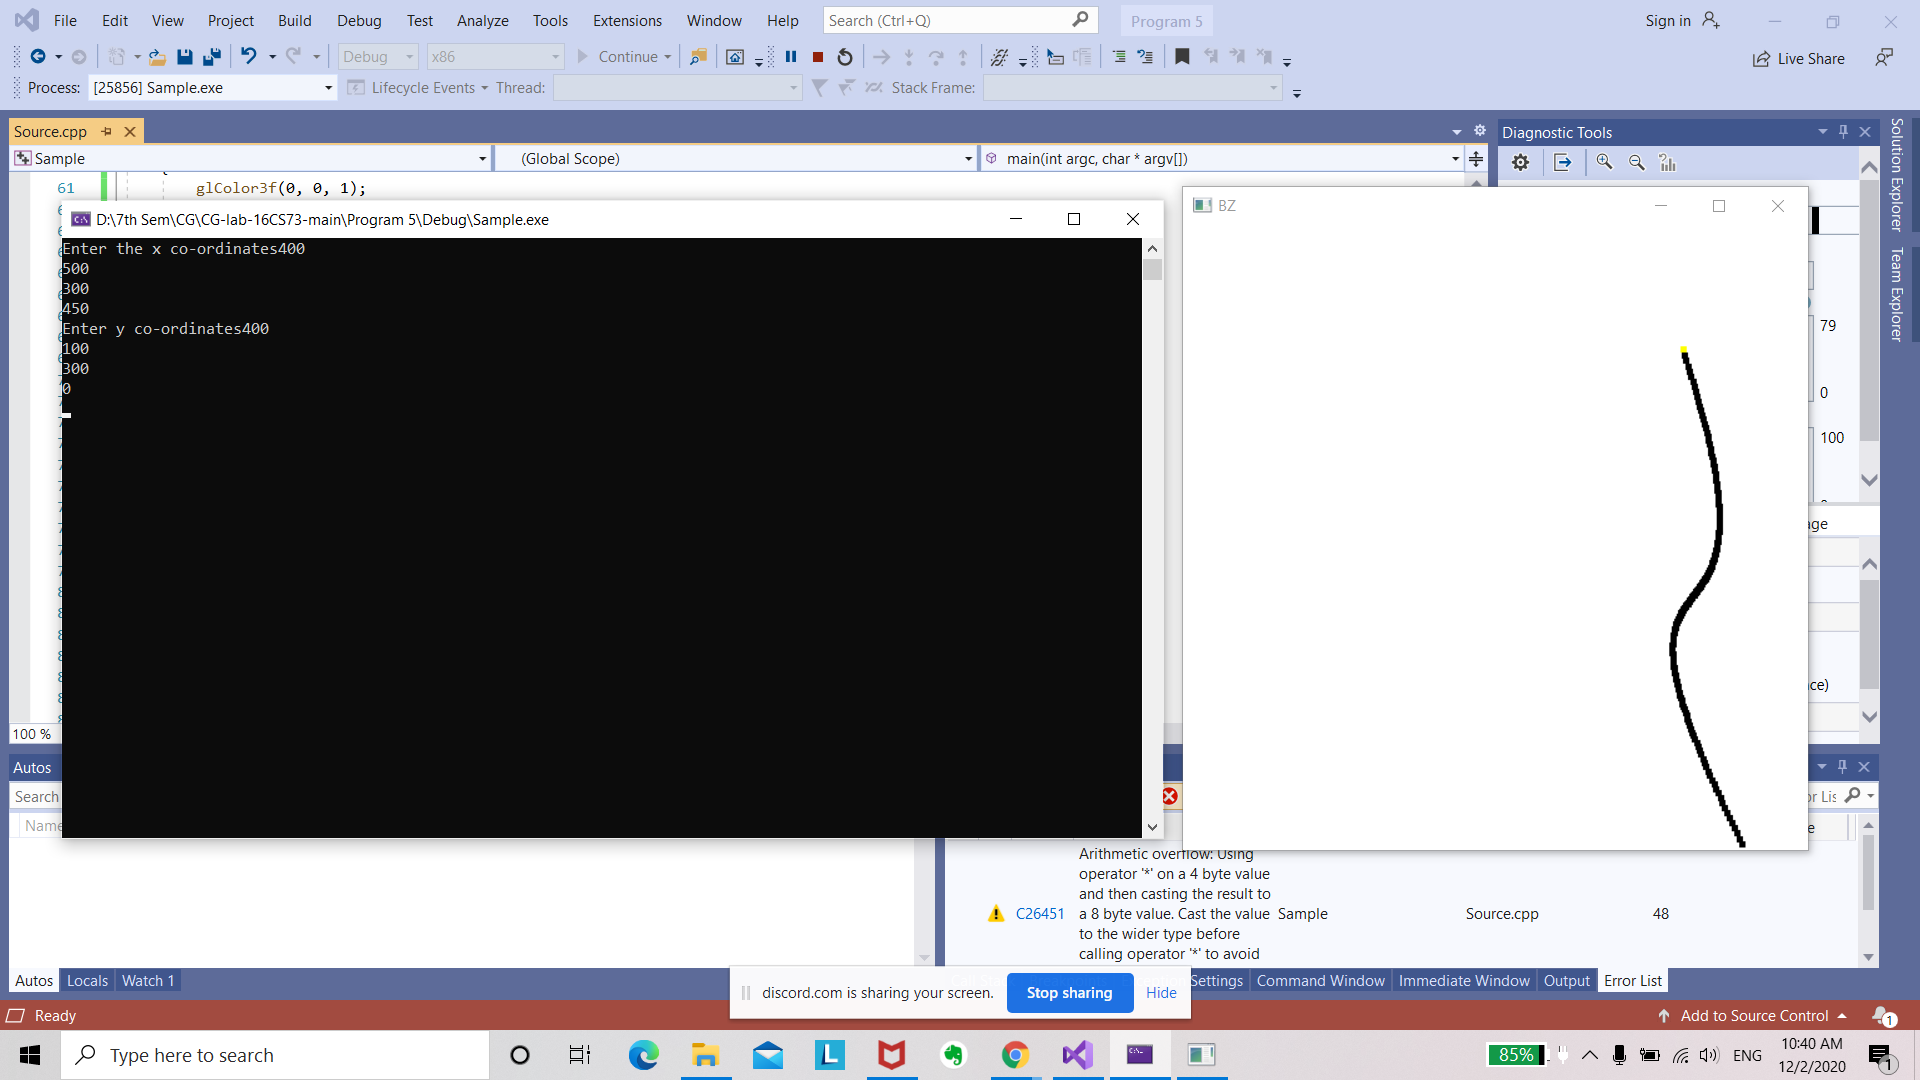 File Edit View Project Build Debug Test Analyze Tools Extensions Window Help Search (Ctrl+Q) Program 5 Sign in
Debug x86 Continue Live Share
Process: [25856] Sample.exe Lifecycle Events Thread: Stack Frame:
Source.cpp
Diagnostic Tools
Sample (Global Scope) main(int argc, char * argv[])
61 glColor3f(0, 0, 1);
D:\7th Sem\CG\CG-lab-16CS73-main\Program 5\Debug\Sample.exe
Enter the x co-ordinates400
500
300
450
Enter y co-ordinates400
100
300
0
BZ
79
0
100
Solution Explorer
Team Explorer
100 %
Autos
Search
Name
Arithmetic overflow: Using
operator '*' on a 4 byte value
and then casting the result to
C26451 a 8 byte value. Cast the value Sample Source.cpp 48
to the wider type before
calling operator '*' to avoid
Autos Locals Watch 1
Settings Command Window Immediate Window Output Error List
discord.com is sharing your screen. Stop sharing Hide
Ready Add to Source Control 1
Type here to search
85% ENG 10:40 AM
12/2/2020 1